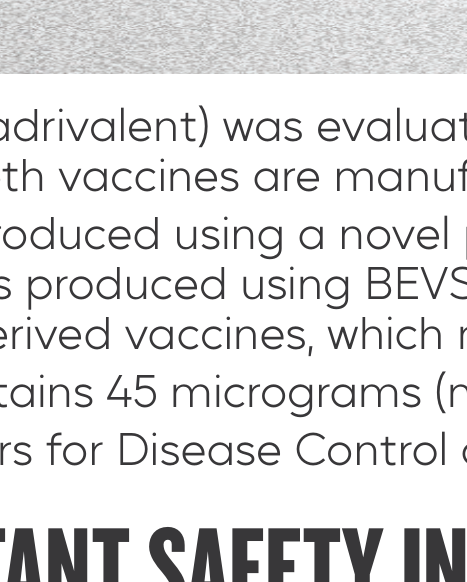 adrivalent) was evaluat
th vaccines are manuf
roduced using a novel
s produced using BEVS
erived vaccines, which
tains 45 micrograms (
rs for Disease Control
TANT SAFETY IN